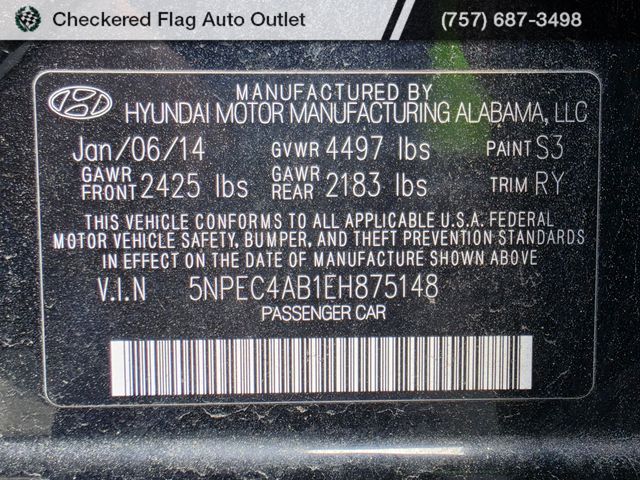 Checkered Flag Auto Outlet (757) 687-3498
MANUFACTURED BY
HYUNDAI MOTOR MANUFACTURING ALABAMA, LLC
Jan/06/14 GVWR 4497 lbs PAINT S3
GAWR FRONT 2425 lbs GAWR REAR 2183 lbs TRIM RY
THIS VEHICLE CONFORMS TO ALL APPLICABLE U.S.A. FEDERAL
MOTOR VEHICLE SAFETY, BUMPER, AND THEFT PREVENTION STANDARDS
IN EFFECT ON THE DATE OF MANUFACTURE SHOWN ABOVE
V.I.N 5NPEC4AB1EH875148
PASSENGER CAR